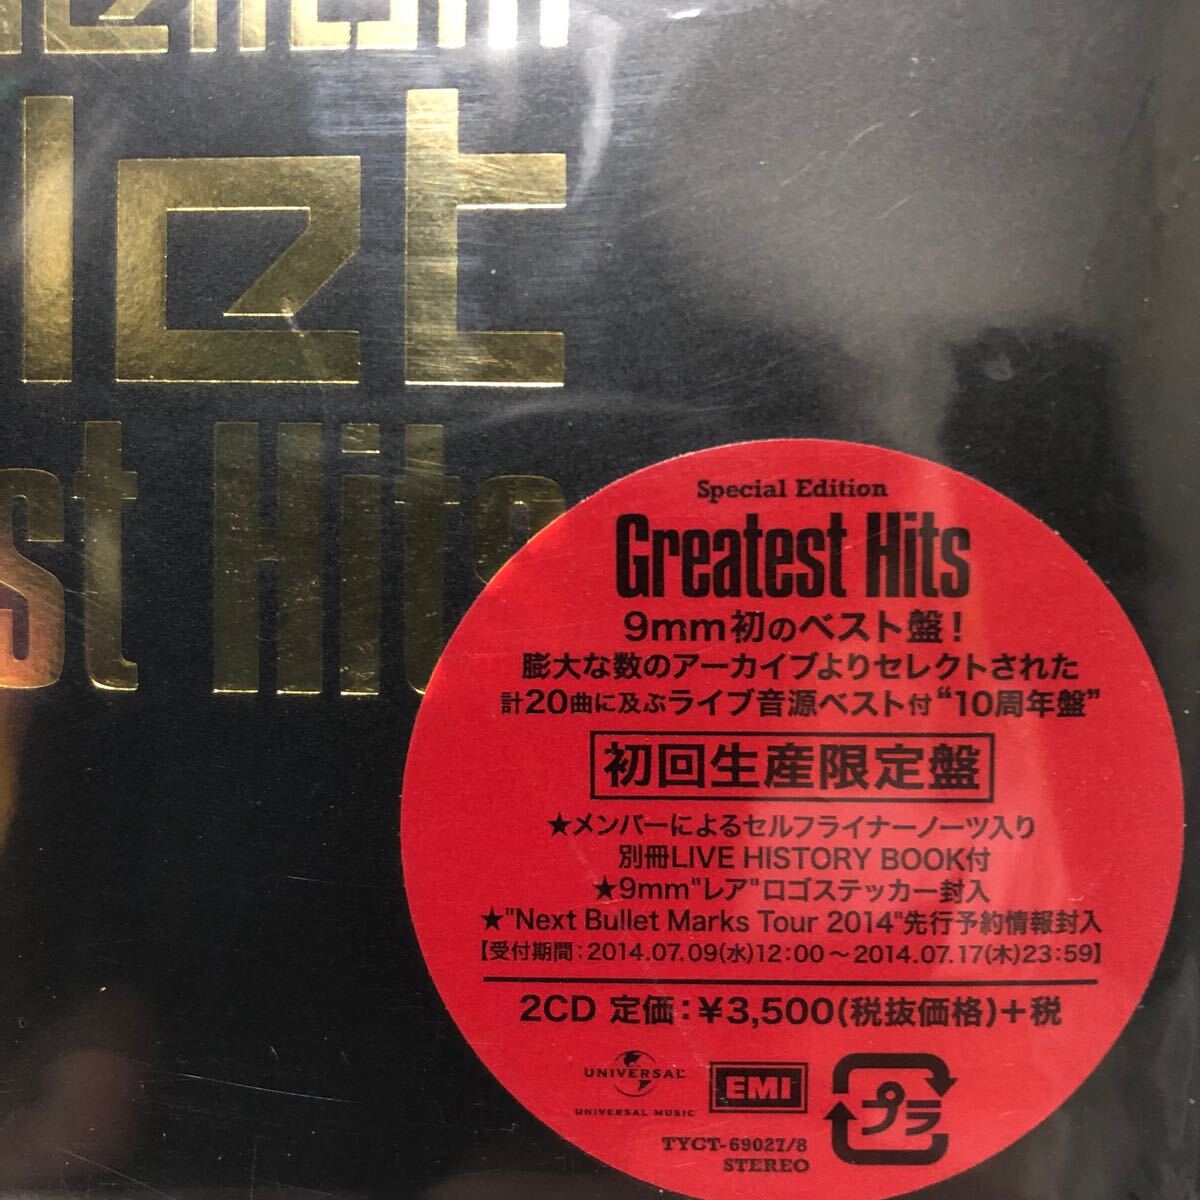 Special Edition
Greatest Hits
9mm初のベスト盤!
膨大な数のアーカイブよりセレクトされた
計20曲に及ぶライブ音源ベスト付“10周年盤”
初回生産限定盤
★メンバーによるセルフライナーノーツ入り
別冊LIVE HISTORY BOOK付
★9mm"レア"ロゴステッカー封入
★"Next Bullet Marks Tour 2014"先行予約情報封入
【受付期間:2014.07.09(水)12:00～2014.07.17(木)23:59】
2CD 定価:¥3,500(税抜価格)+税
UNIVERSAL
UNIVERSAL MUSIC
EMI
プラ
TYCT-69027/8
STEREO
let
st Hits